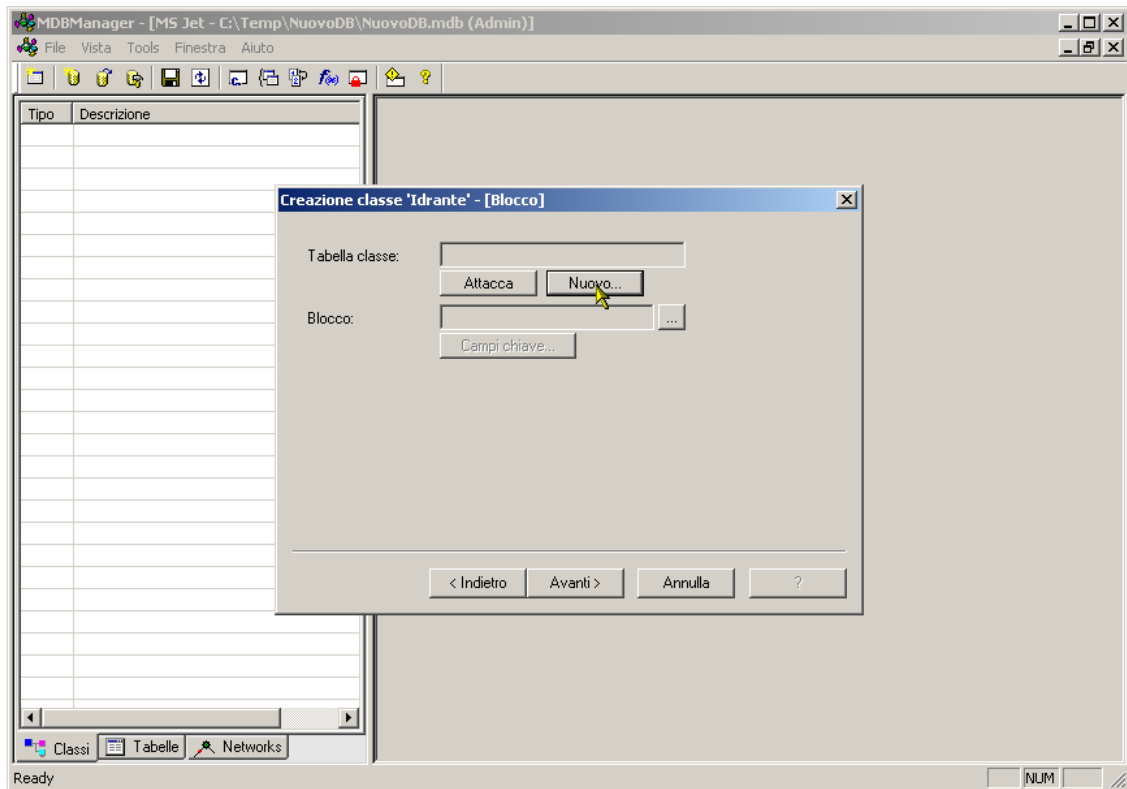 MDBManager - [MS Jet - C:\Temp\NuovoDB\NuovoDB.mdb (Admin)]
File Vista Tools Finestra Aiuto
Tipo Descrizione
Creazione classe 'Idrante' - [Blocco]
Tabella classe:
Attacca Nuovo...
Blocco: ...
Campi chiave...
< Indietro Avanti > Annulla ?
Classi Tabelle Networks
Ready NUM